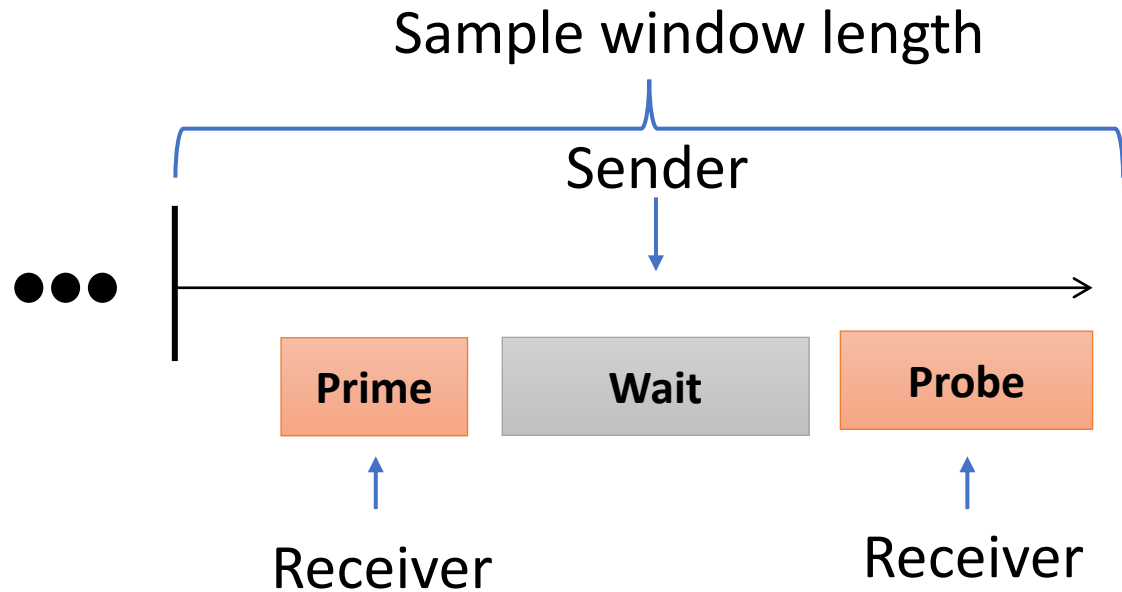 Sample window length
Sender
Prime
Wait
Probe
Receiver
Receiver